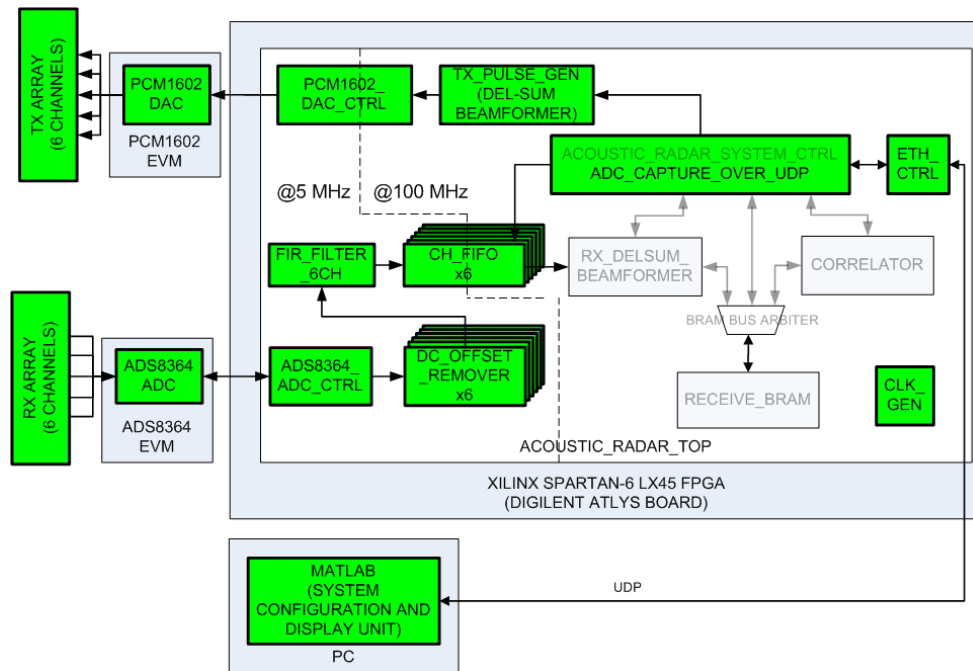 TX ARRAY
(6 CHANNELS)
PCM1602
DAC
PCM1602
EVM
PCM1602_
DAC_CTRL
TX_PULSE_GEN
(DEL-SUM
BEAMFORMER)
ACOUSTIC_RADAR_SYSTEM_CTRL
ADC_CAPTURE_OVER_UDP
ETH_
CTRL
@5 MHz
@100 MHz
FIR_FILTER
_6CH
CH_FIFO
x6
RX_DELSUM_
BEAMFORMER
CORRELATOR
BRAM BUS ARBITER
RX ARRAY
(6 CHANNELS)
ADS8364
ADC
ADS8364
EVM
ADS8364_
ADC_CTRL
DC_OFFSET
_REMOVER
x6
RECEIVE_BRAM
CLK_
GEN
ACOUSTIC_RADAR_TOP
XILINX SPARTAN-6 LX45 FPGA
(DIGILENT ATLYS BOARD)
MATLAB
(SYSTEM
CONFIGURATION AND
DISPLAY UNIT)
PC
UDP